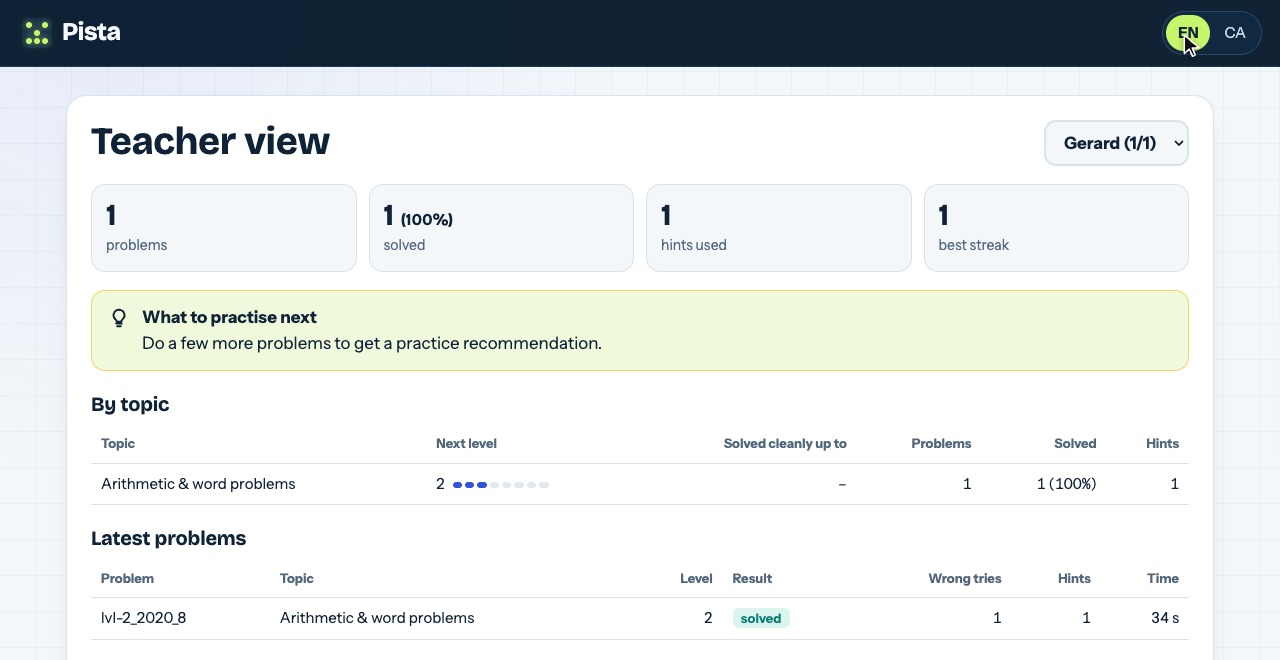 Pista
EN CA
Teacher view
Gerard (1/1)
1 1 (100%) 1 1
problems solved hints used best streak
What to practise next
Do a few more problems to get a practice recommendation.
By topic
Topic Next level Solved cleanly up to Problems Solved Hints
Arithmetic & word problems 2 – 1 1 (100%) 1
Latest problems
Problem Topic Level Result Wrong tries Hints Time
lvl-2_2020_8 Arithmetic & word problems 2 solved 1 1 34 s